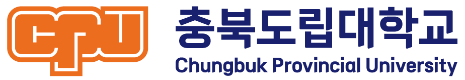 cpu
충북도립대학교
Chungbuk Provincial University